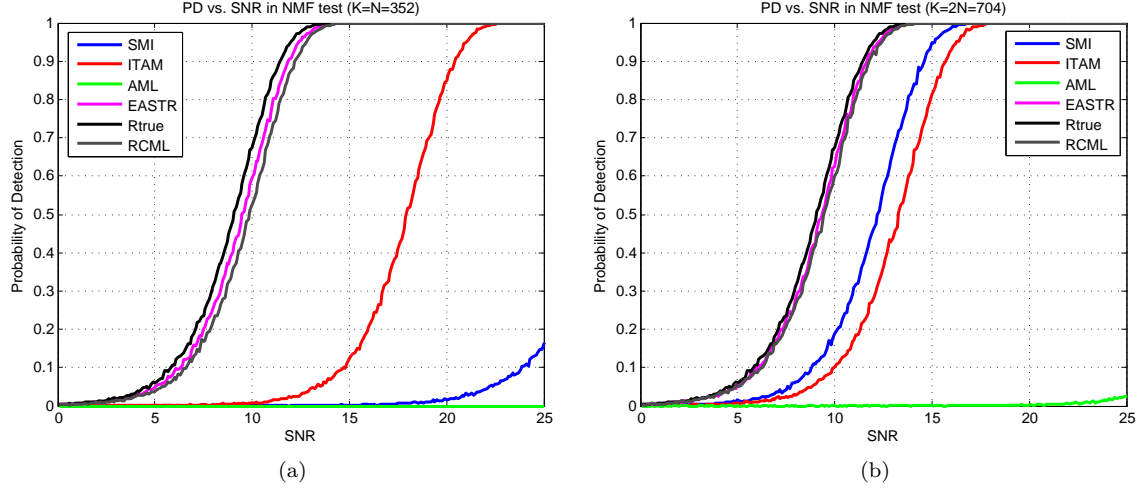 PD vs. SNR in NMF test (K=N=352)
1
0.9
0.8
0.7
0.6
0.5
0.4
0.3
0.2
0.1
0
Probability of Detection
SMI
ITAM
AML
EASTR
Rtrue
RCML
0 5 10 15 20 25
SNR
(a)
PD vs. SNR in NMF test (K=2N=704)
1
0.9
0.8
0.7
0.6
0.5
0.4
0.3
0.2
0.1
0
Probability of Detection
SMI
ITAM
AML
EASTR
Rtrue
RCML
0 5 10 15 20 25
SNR
(b)